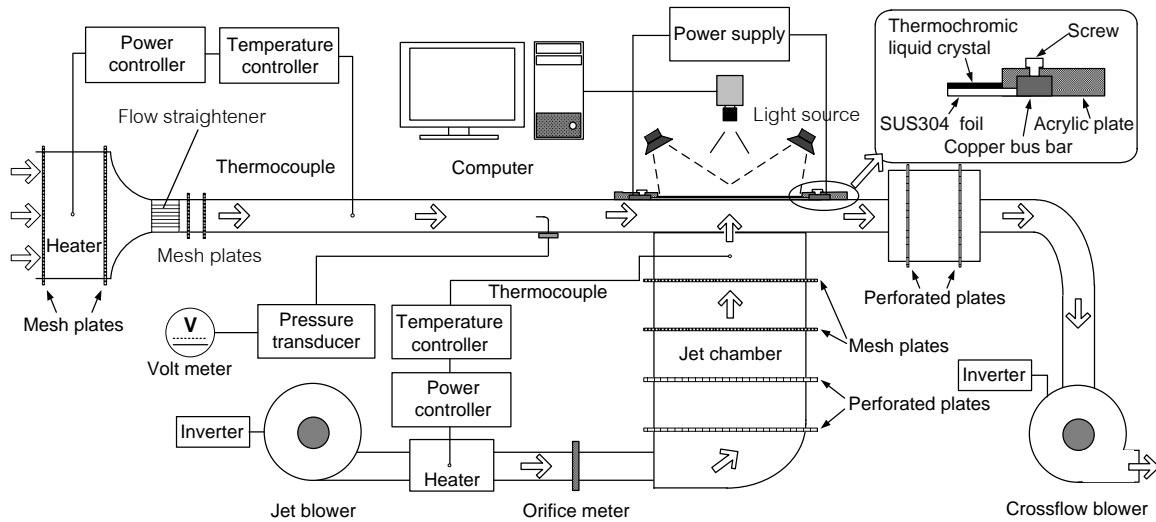 Power
controller
Temperature
controller
Flow straightener
Thermocouple
Heater
Mesh plates
Mesh plates
Computer
Power supply
Light source
Thermochromic
liquid crystal
Screw
SUS304 foil
Acrylic plate
Copper bus bar
Perforated plates
V
Volt meter
Pressure
transducer
Thermocouple
Temperature
controller
Power
controller
Heater
Inverter
Jet blower
Orifice meter
Jet chamber
Mesh plates
Perforated plates
Inverter
Crossflow blower